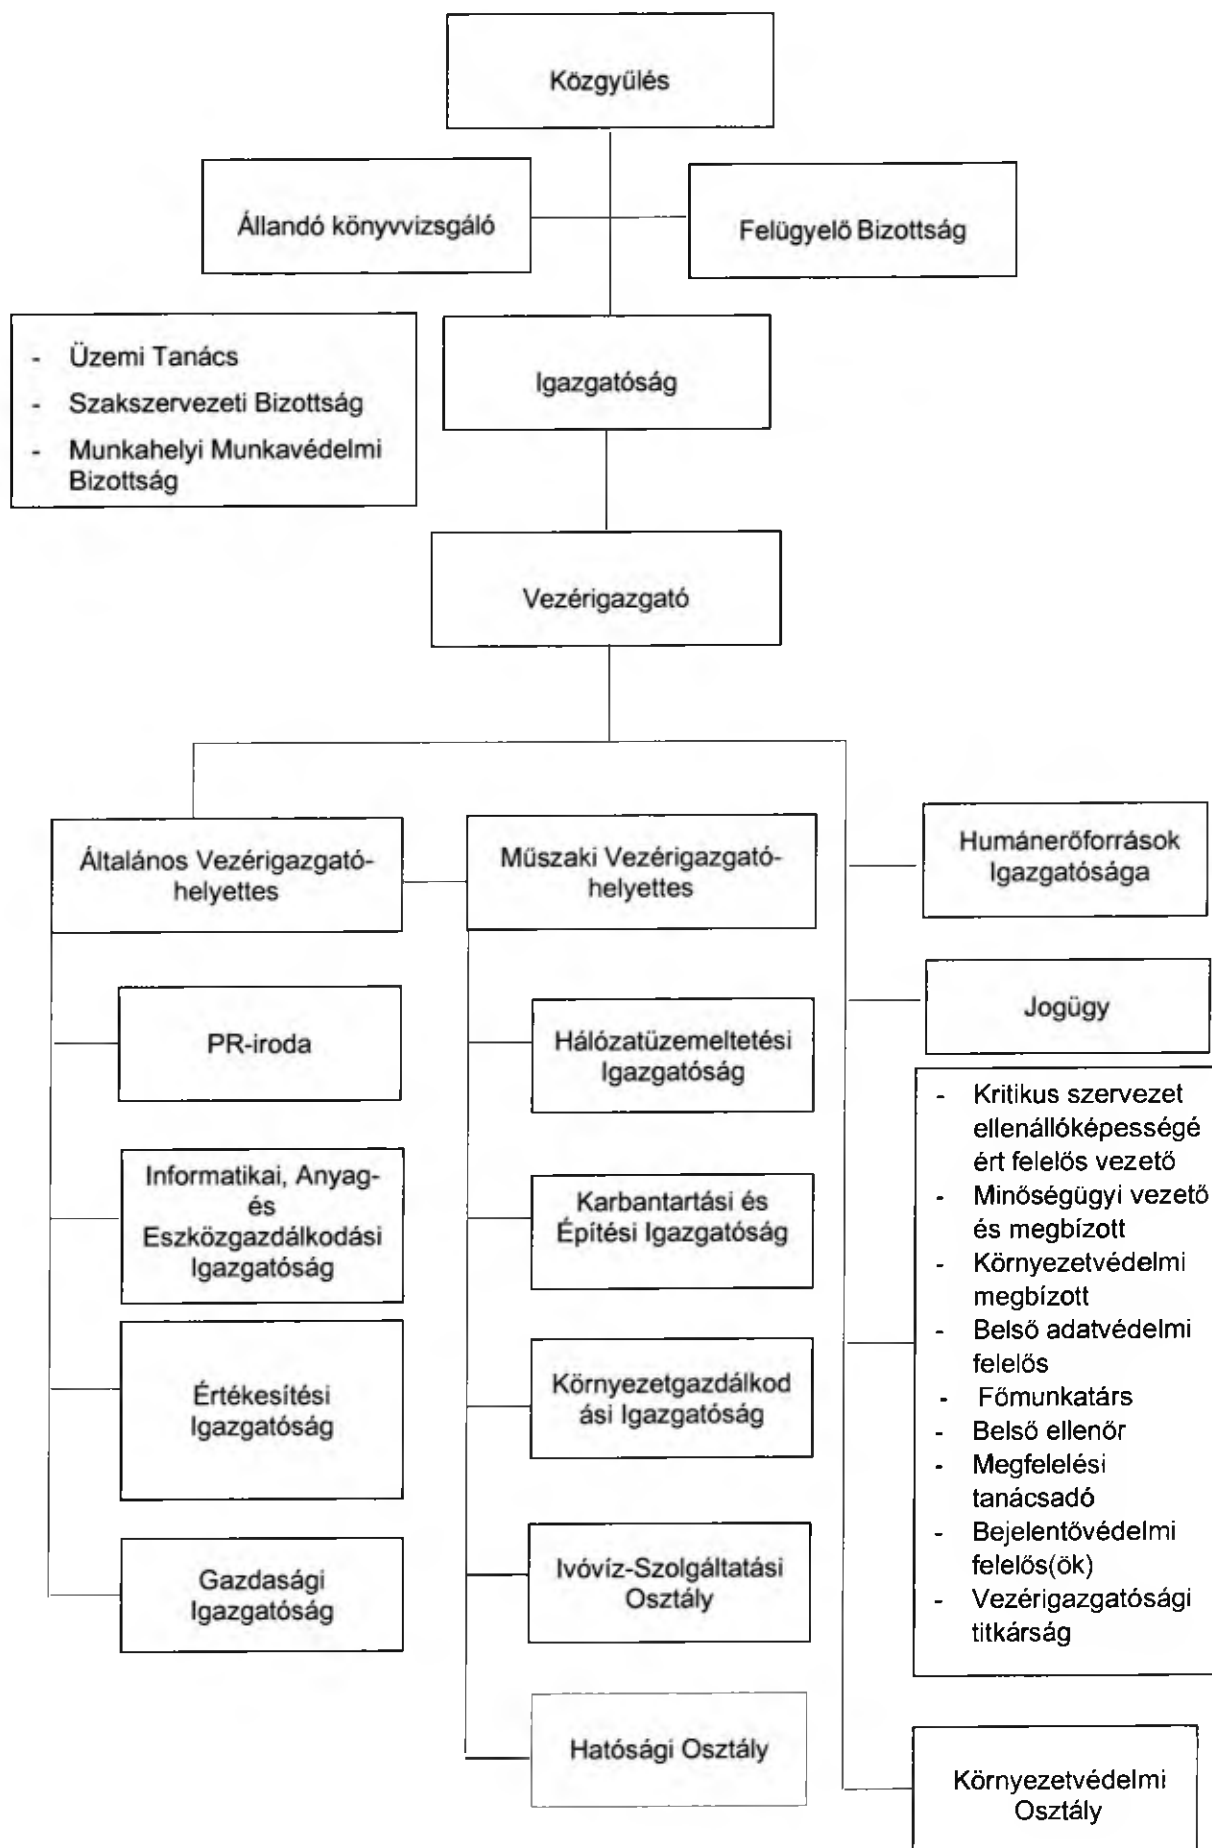 Közgyűlés
Állandó könyvvizsgáló
Felügyelő Bizottság
- Üzemi Tanács
- Szakszervezeti Bizottság
- Munkahelyi Munkavédelmi
Bizottság
Igazgatóság
Vezérigazgató
Általános Vezérigazgató-
helyettes
Műszaki Vezérigazgató-
helyettes
Humánerőforrások
Igazgatósága
PR-iroda
Hálózatüzemeltetési
Igazgatóság
Jogügy
Informatikai, Anyag-
és
Eszközgazdálkodási
Igazgatóság
Karbantartási és
Építési Igazgatóság
- Kritikus szervezet
ellenállóképességé
ért felelős vezető
- Minőségügyi vezető
és megbízott
- Környezetvédelmi
megbízott
- Belső adatvédelmi
felelős
- Főmunkatárs
- Belső ellenőr
- Megfelelési
tanácsadó
- Bejelentővédelmi
felelős(ök)
- Vezérigazgatósági
titkárság
Értékesítési
Igazgatóság
Környezetgazdálkod
ási Igazgatóság
Gazdasági
Igazgatóság
Ivóvíz-Szolgáltatási
Osztály
Hatósági Osztály
Környezetvédelmi
Osztály